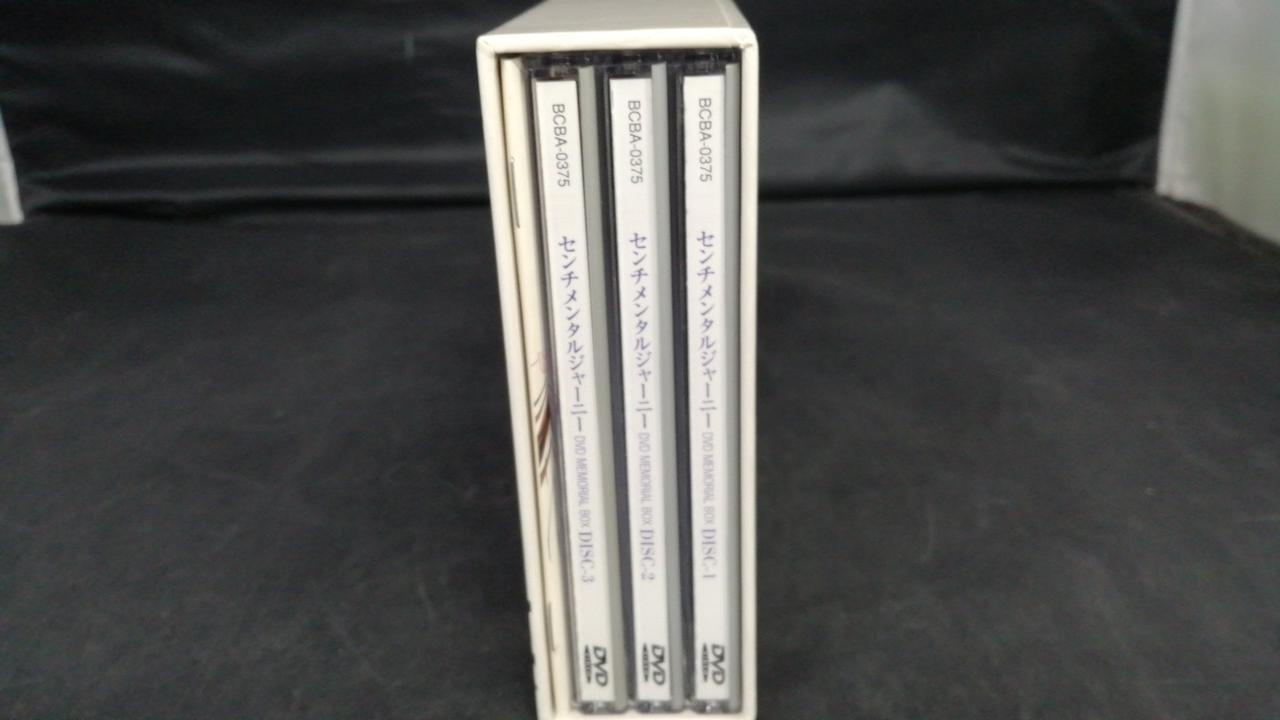 BCBA-0375 センチメンタルジャーニー DVD MEMORIAL BOX DISC-3 DVD
BCBA-0375 センチメンタルジャーニー DVD MEMORIAL BOX DISC-2 DVD
BCBA-0375 センチメンタルジャーニー DVD MEMORIAL BOX DISC-1 DVD